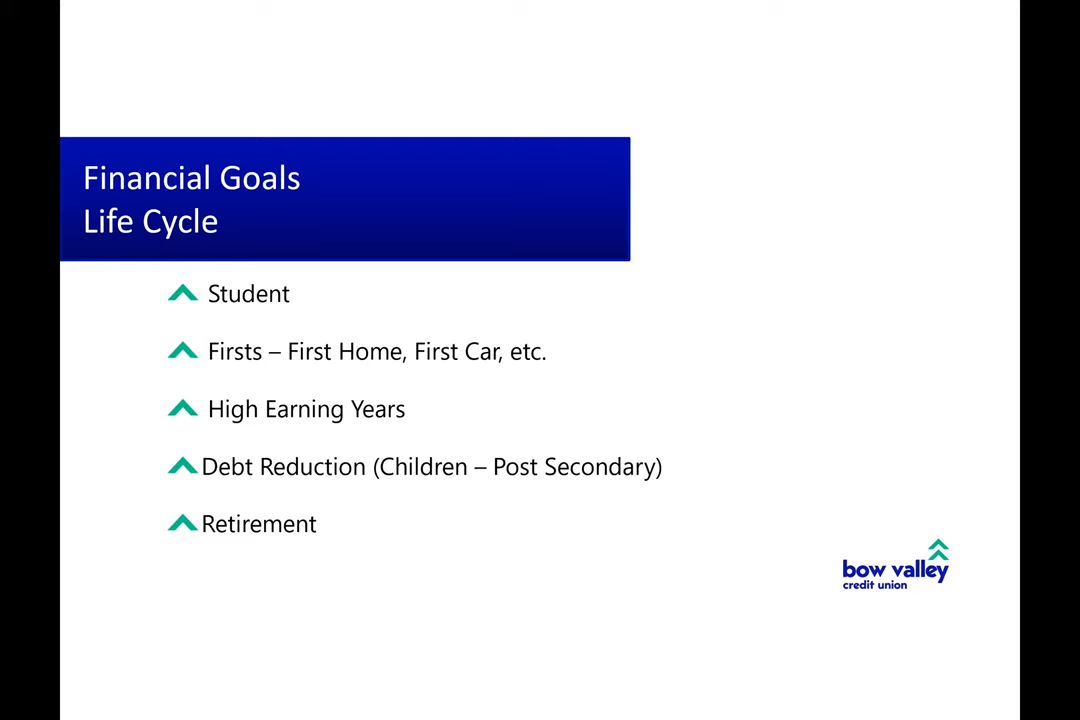 Financial Goals
Life Cycle
Student
Firsts – First Home, First Car, etc.
High Earning Years
Debt Reduction (Children – Post Secondary)
Retirement
bow valley
credit union